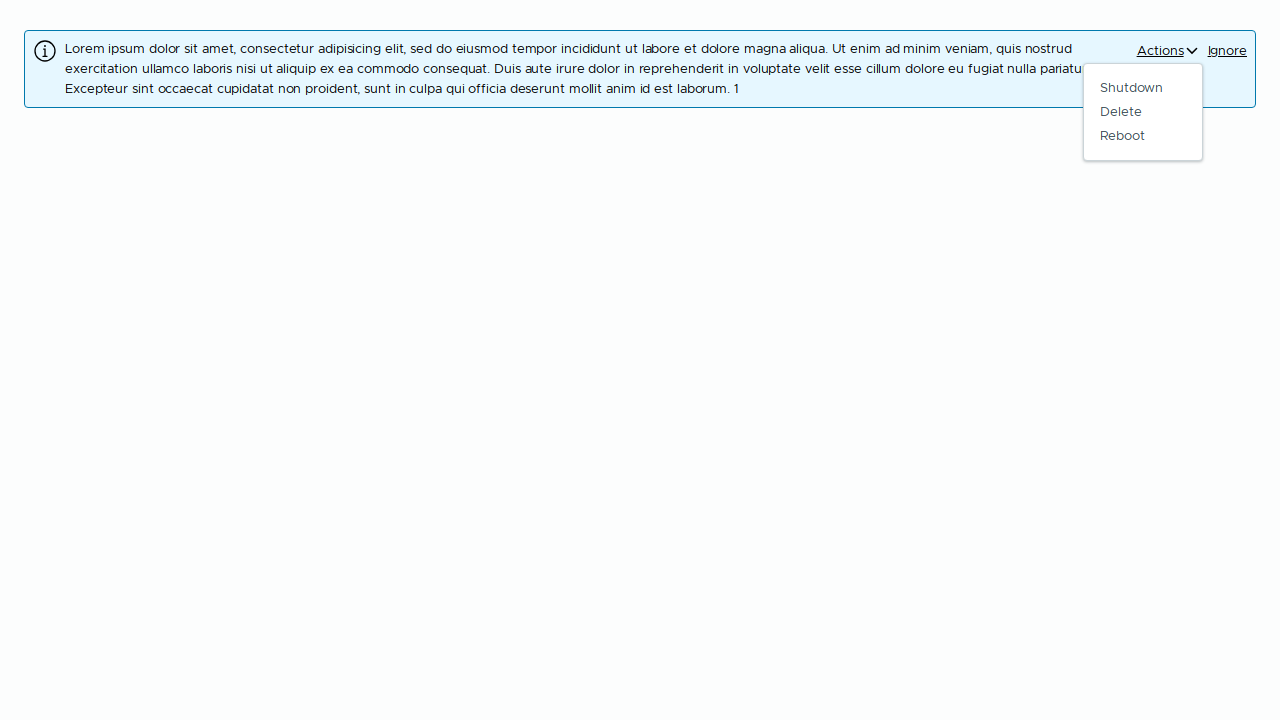 Lorem ipsum dolor sit amet, consectetur adipisicing elit, sed do eiusmod tempor incididunt ut labore et dolore magna aliqua. Ut enim ad minim veniam, quis nostrud
exercitation ullamco laboris nisi ut aliquip ex ea commodo consequat. Duis aute irure dolor in reprehenderit in voluptate velit esse cillum dolore eu fugiat nulla
Excepteur sint occaecat cupidatat non proident, sunt in culpa qui officia deserunt mollit anim id est laborum. 1
Actions
Ignore
Shutdown
Delete
Reboot